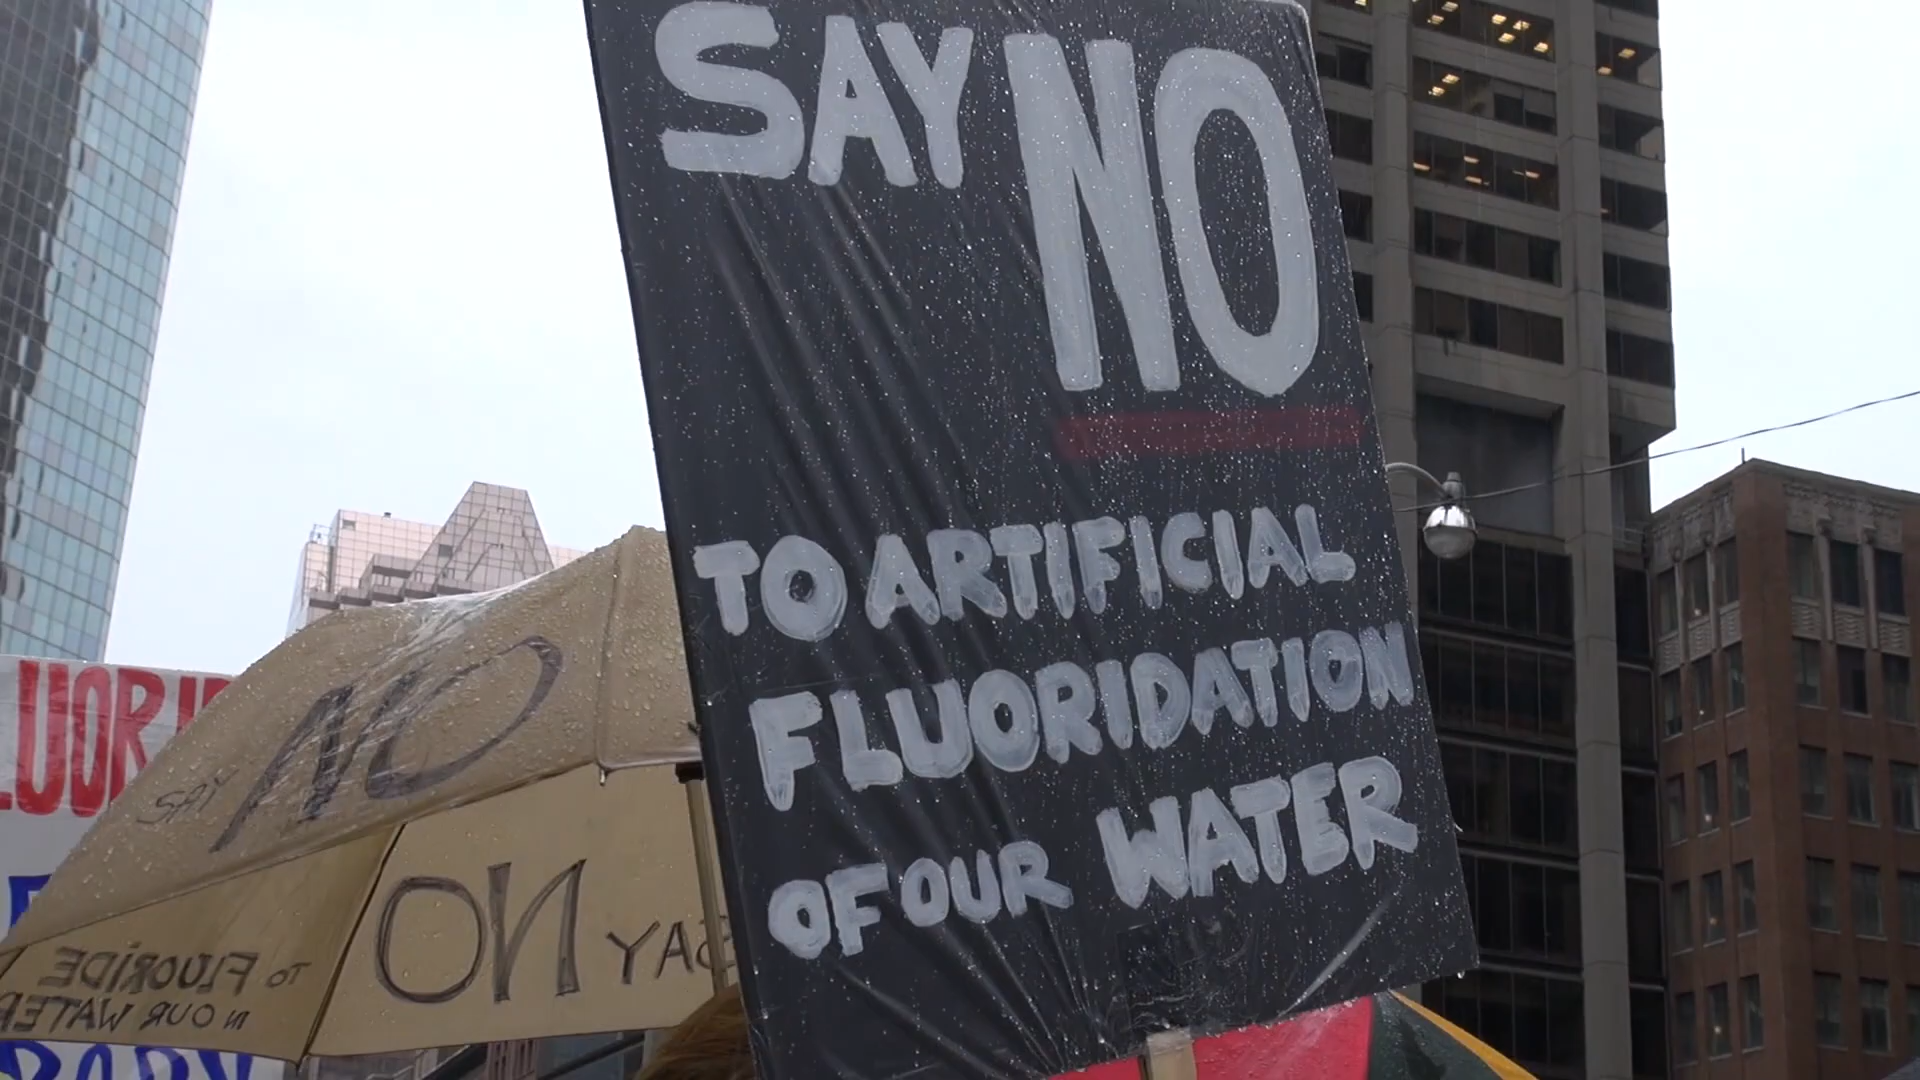 SAY NO
TO ARTIFICIAL
FLUORIDATION
OF OUR WATER
SAY NO
SAY NO
TO FLUORIDE
IN OUR WATER